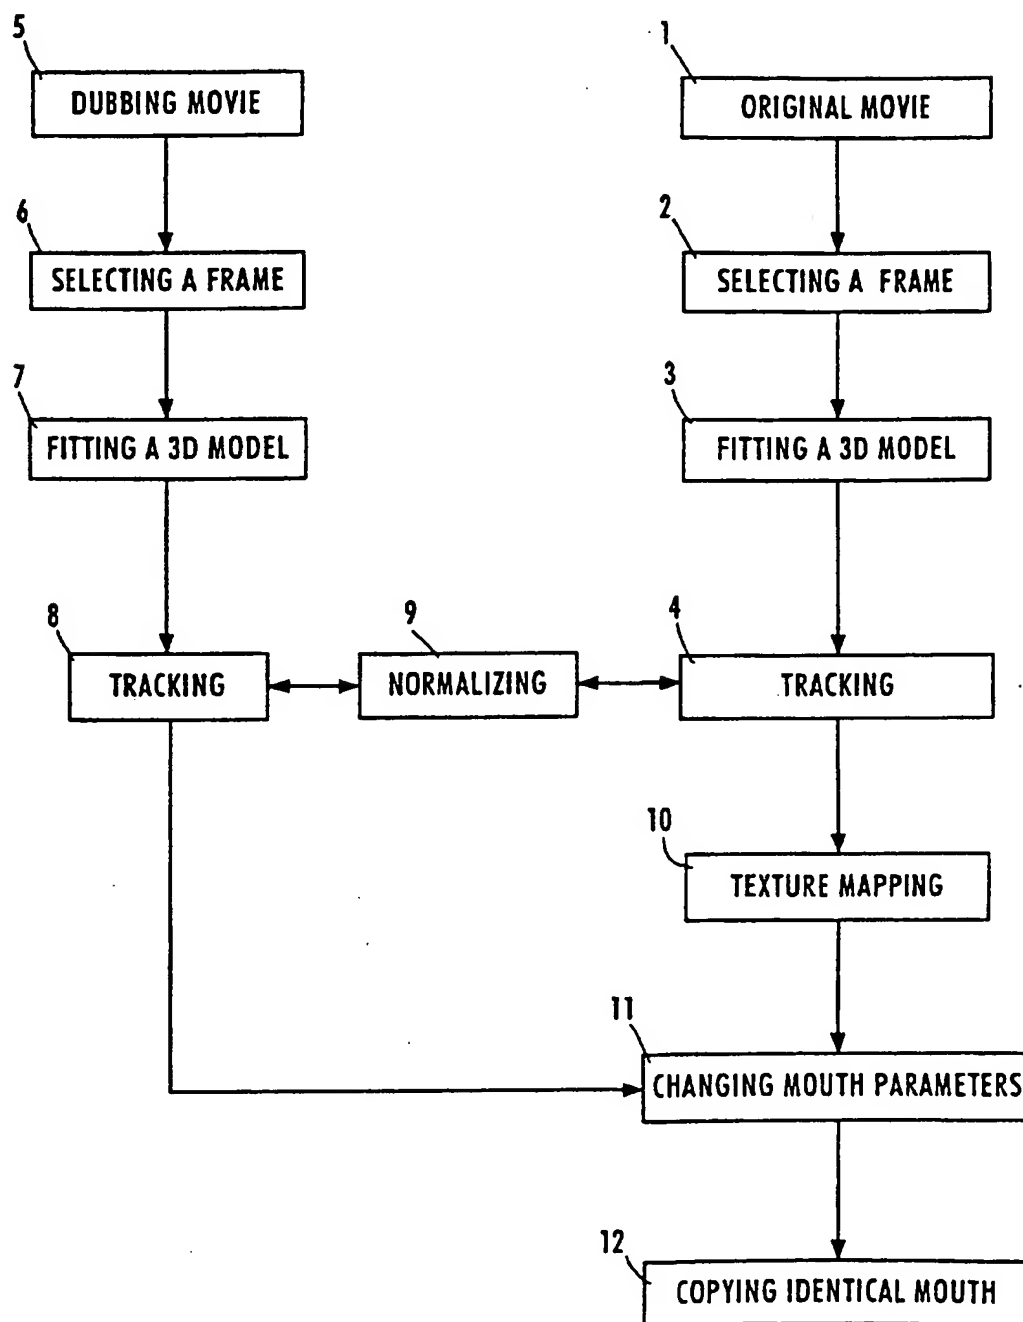 5
DUBBING MOVIE
1
ORIGINAL MOVIE
6
SELECTING A FRAME
2
SELECTING A FRAME
7
FITTING A 3D MODEL
3
FITTING A 3D MODEL
8
TRACKING
9
NORMALIZING
4
TRACKING
10
TEXTURE MAPPING
11
CHANGING MOUTH PARAMETERS
12
COPYING IDENTICAL MOUTH